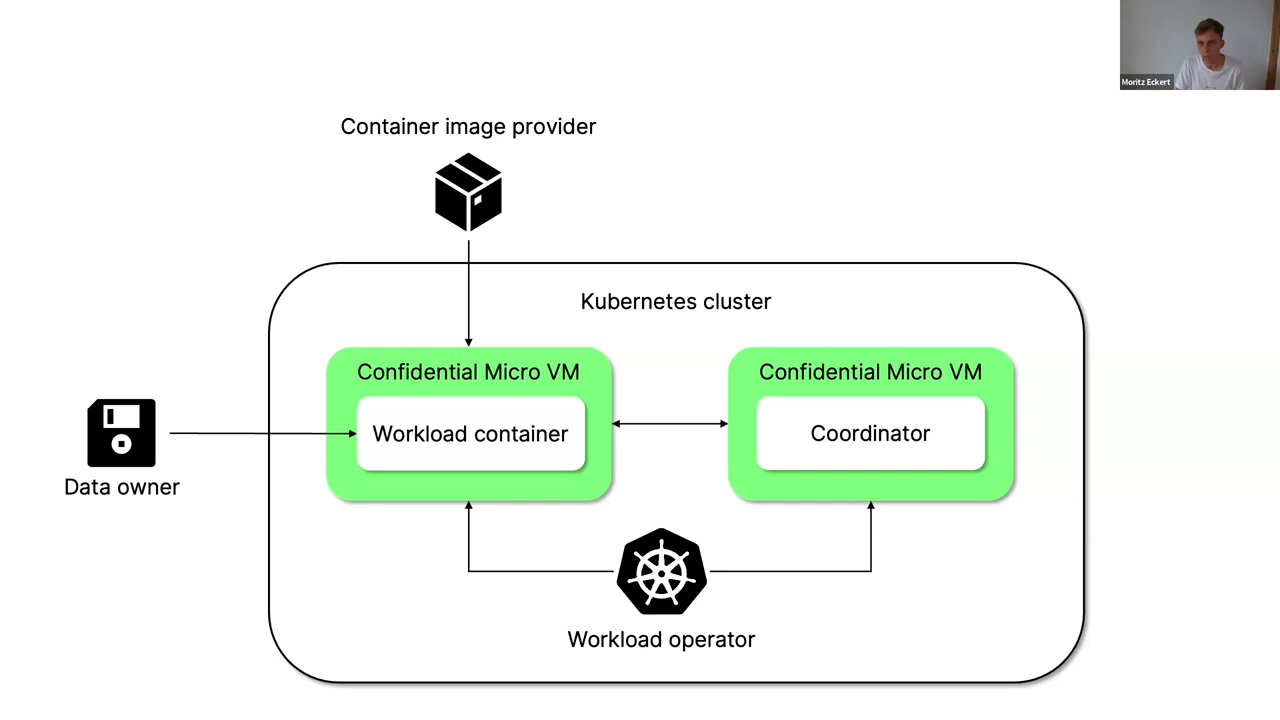 Moritz Eckert
Container image provider
Kubernetes cluster
Confidential Micro VM
Confidential Micro VM
Workload container
Coordinator
Data owner
Workload operator